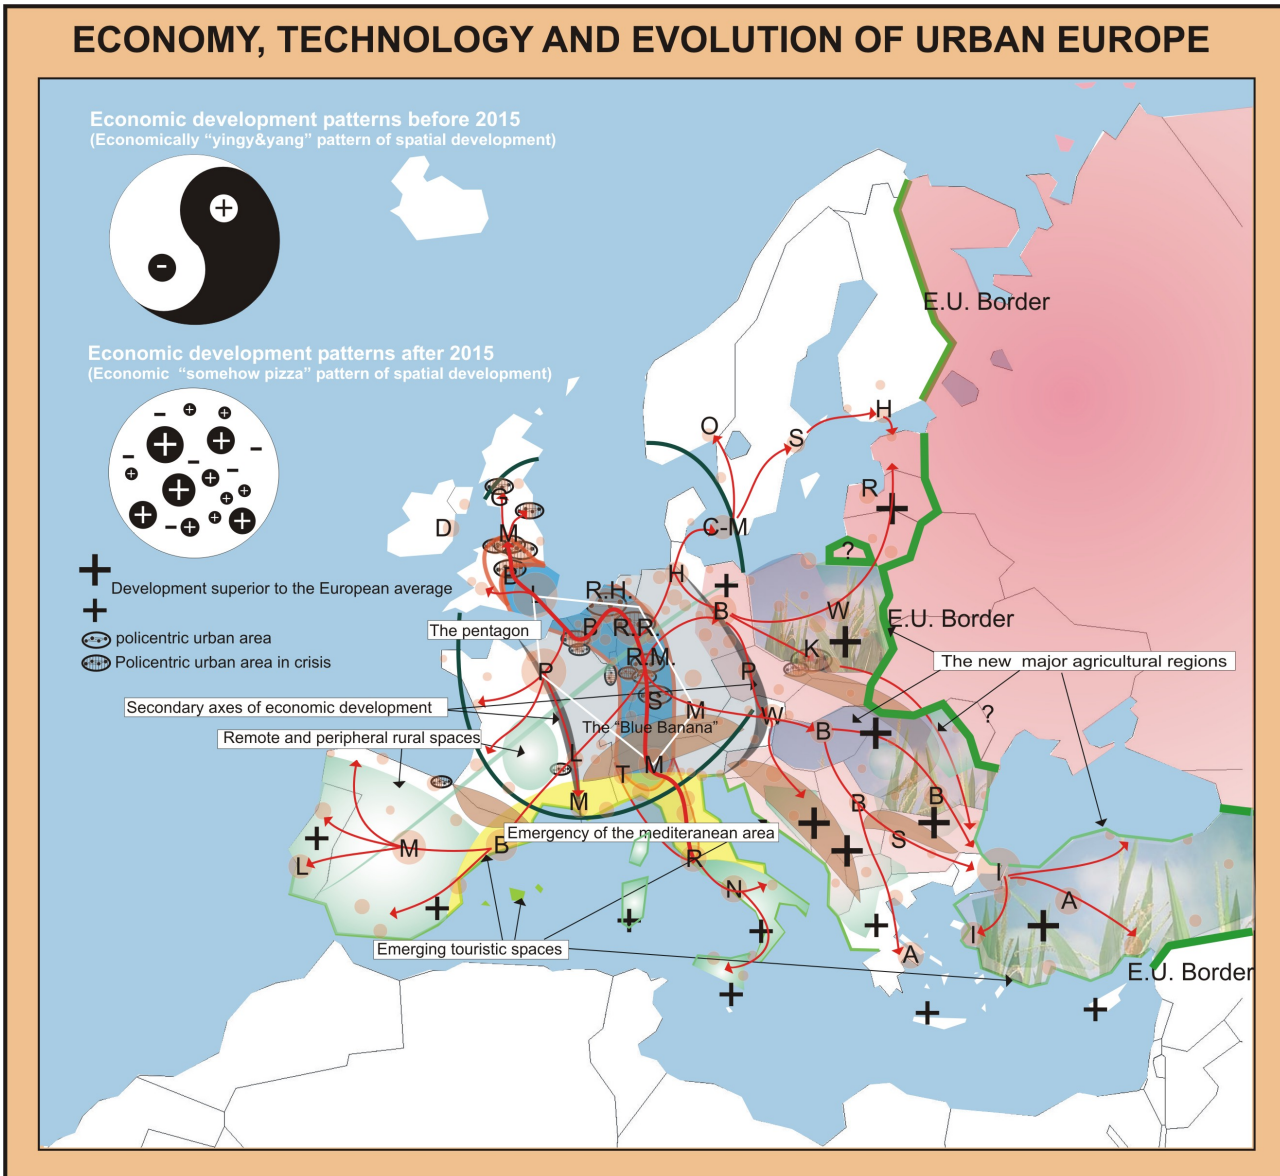 ECONOMY, TECHNOLOGY AND EVOLUTION OF URBAN EUROPE
Economic development patterns before 2015
(Economically “yingy&yang” pattern of spatial development)
+
-
Economic development patterns after 2015
(Economic “somehow pizza” pattern of spatial development)
Development superior to the European average
policentric urban area
Policentric urban area in crisis
E.U. Border
O
S
H
G
D
M
B
L
C-M
R
?
H
R.H.
B
W
E.U. Border
The pentagon
P
R.R.
K
R.M.
The new major agricultural regions
P
P
S
M
W
Secondary axes of economic development
The “Blue Banana”
B
?
Remote and peripheral rural spaces
L
T
M
M
B
B
Emergency of the mediteranean area
S
M
B
L
R
N
I
A
I
Emerging touristic spaces
A
E.U. Border